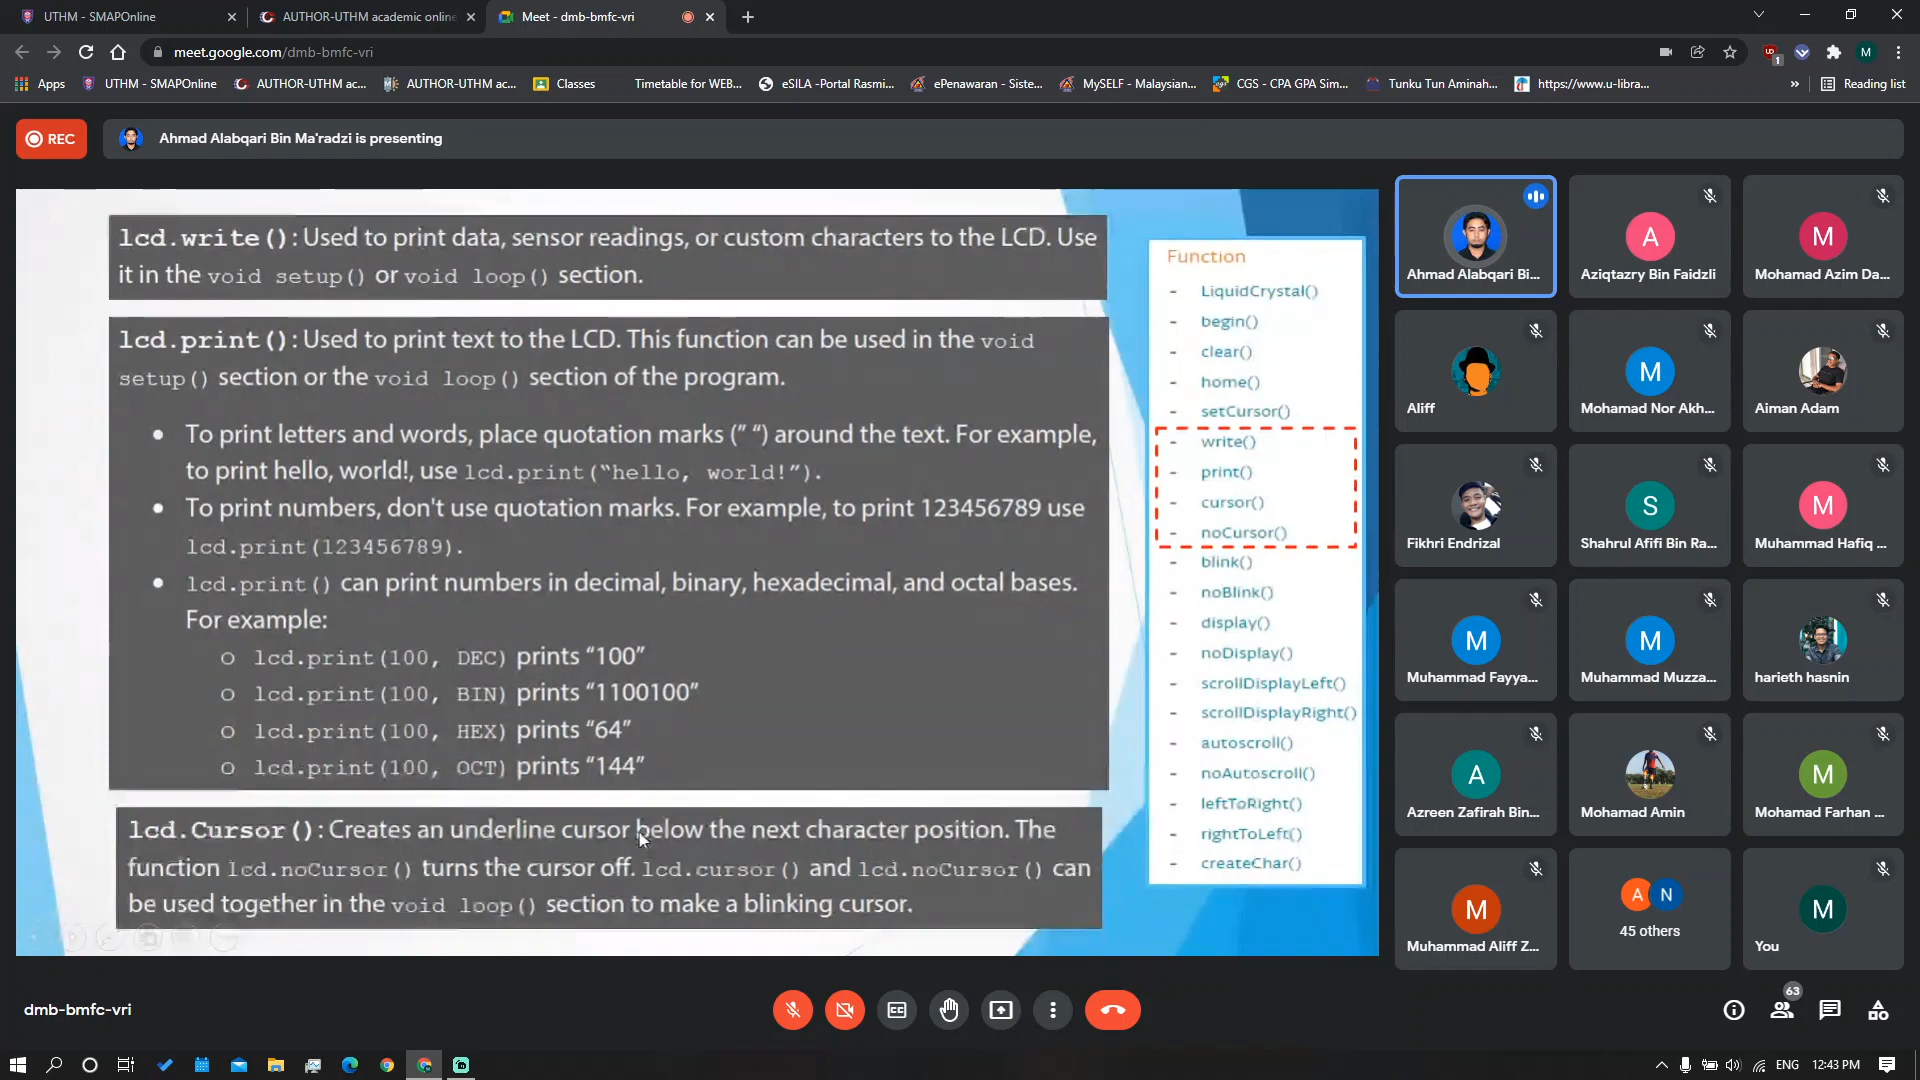 UTHM - SMAPOnline
AUTHOR-UTHM academic online
Meet - dmb-bmfc-vri
meet.google.com/dmb-bmfc-vri
1
M
Apps
UTHM - SMAPOnline
AUTHOR-UTHM ac...
AUTHOR-UTHM ac...
Classes
Timetable for WEB...
eSILA -Portal Rasmi...
ePenawaran - Siste...
MySELF - Malaysian...
CGS - CPA GPA Sim...
Tunku Tun Aminah...
https://www.u-libra...
»
Reading list
REC
Ahmad Alabqari Bin Ma'radzi is presenting
lcd.write(): Used to print data, sensor readings, or custom characters to the LCD. Use
it in the void setup() or void loop() section.
lcd.print(): Used to print text to the LCD. This function can be used in the void
setup() section or the void loop() section of the program.
• To print letters and words, place quotation marks (” “) around the text. For example,
to print hello, world!, use lcd.print(“hello, world!”).
• To print numbers, don't use quotation marks. For example, to print 123456789 use
lcd.print(123456789).
• lcd.print() can print numbers in decimal, binary, hexadecimal, and octal bases.
For example:
o lcd.print(100, DEC) prints “100”
o lcd.print(100, BIN) prints “1100100”
o lcd.print(100, HEX) prints “64”
o lcd.print(100, OCT) prints “144”
lcd.Cursor(): Creates an underline cursor below the next character position. The
function lcd.noCursor() turns the cursor off. lcd.cursor() and lcd.noCursor() can
be used together in the void loop() section to make a blinking cursor.
Function
- LiquidCrystal()
- begin()
- clear()
- home()
- setCursor()
- write()
- print()
- cursor()
- noCursor()
- blink()
- noBlink()
- display()
- noDisplay()
- scrollDisplayLeft()
- scrollDisplayRight()
- autoscroll()
- noAutoscroll()
- leftToRight()
- rightToLeft()
- createChar()
Ahmad Alabqari Bi...
A
Aziqtazry Bin Faidzli
M
Mohamad Azim Da...
Aliff
M
Mohamad Nor Akh...
Aiman Adam
Fikhri Endrizal
S
Shahrul Afifi Bin Ra...
M
Muhammad Hafiq ...
M
Muhammad Fayya...
M
Muhammad Muzza...
harieth hasnin
A
Azreen Zafirah Bin...
Mohamad Amin
M
Mohamad Farhan ...
M
Muhammad Aliff Z...
A N
45 others
M
You
dmb-bmfc-vri
63
ENG
12:43 PM